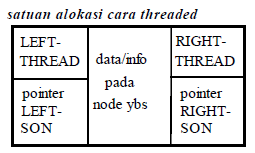 satuan alokasi cara threaded
LEFT-
THREAD
pointer
LEFT-
SON
data/info
pada
node ybs
RIGHT-
THREAD
pointer
RIGHT-
SON